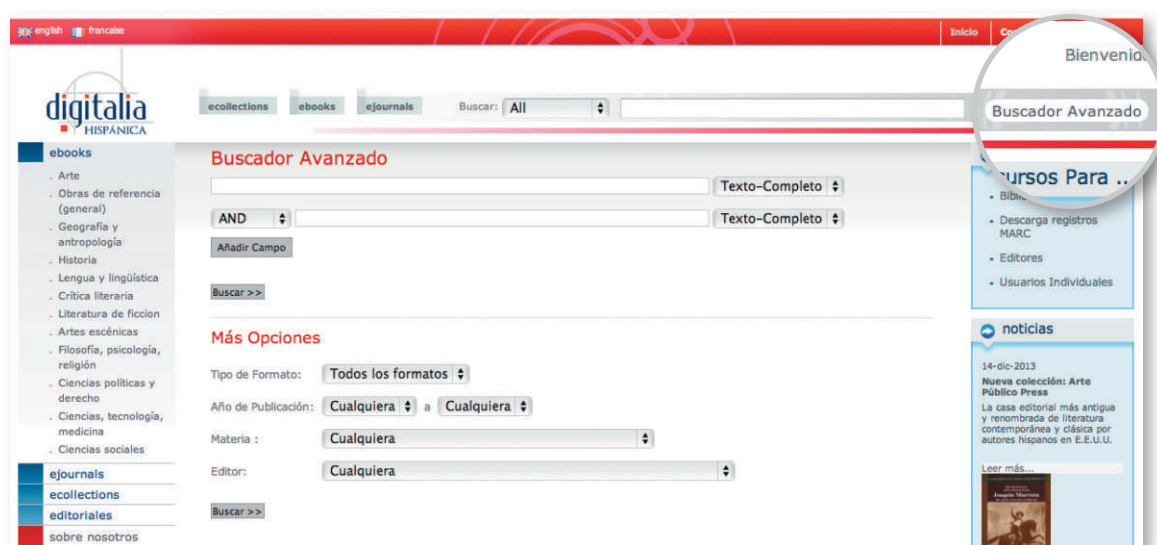 english francaise
Inicio
Bienvenid
digitalia
HISPÁNICA
ecollections ebooks ejournals Buscar: All
Buscador Avanzado
ebooks
. Arte
. Obras de referencia
(general)
. Geografía y
antropología
. Historia
. Lengua y lingüística
. Crítica literaria
. Literatura de ficcion
. Artes escénicas
. Filosofía, psicología,
religión
. Ciencias políticas y
derecho
. Ciencias, tecnología,
medicina
. Ciencias sociales
ejournals
ecollections
editoriales
sobre nosotros
Buscador Avanzado
Texto-Completo
AND Texto-Completo
Añadir Campo
Buscar >>
Más Opciones
Tipo de Formato: Todos los formatos
Año de Publicación: Cualquiera a Cualquiera
Materia : Cualquiera
Editor: Cualquiera
Buscar >>
ursos Para ..
• Descarga registros
MARC
• Editores
• Usuarios Individuales
noticias
14-dic-2013
Nueva colección: Arte
Público Press
La casa editorial más antigua
y renombrada de literatura
contemporánea y clásica por
autores hispanos en E.E.U.U.
Leer más...
Joaquín Murrieta